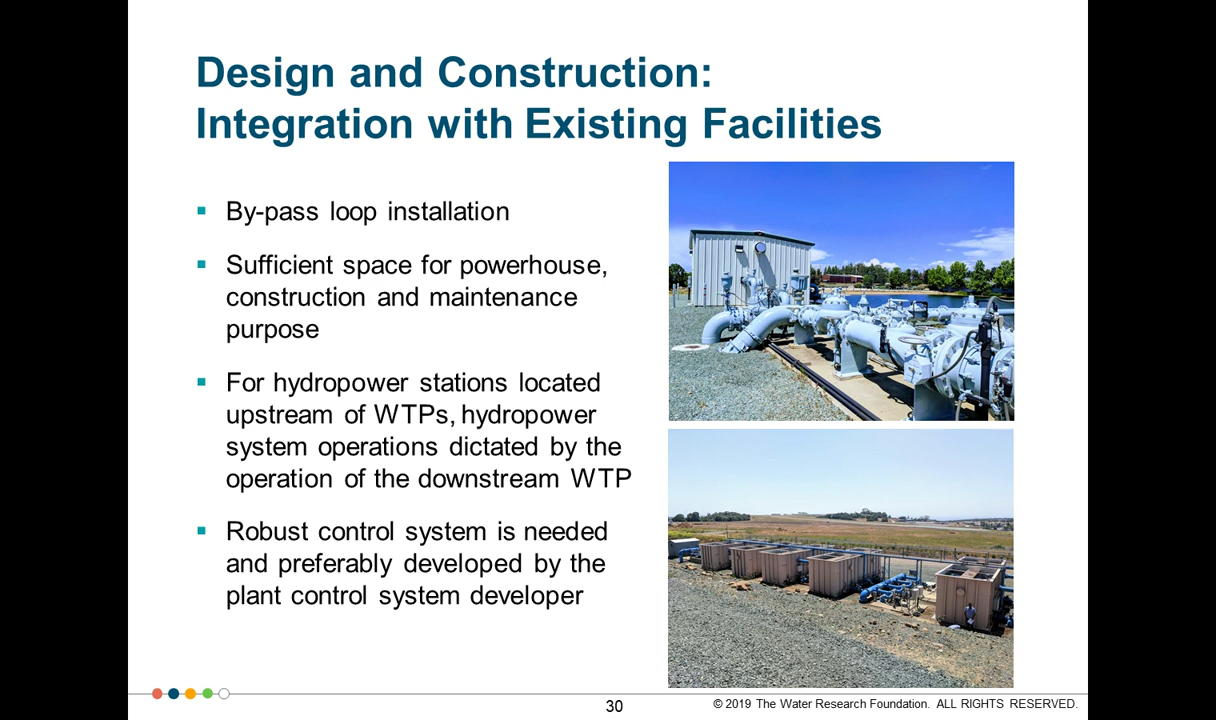 Design and Construction:
Integration with Existing Facilities
By-pass loop installation
Sufficient space for powerhouse,
construction and maintenance
purpose
For hydropower stations located
upstream of WTPs, hydropower
system operations dictated by the
operation of the downstream WTP
Robust control system is needed
and preferably developed by the
plant control system developer
30
© 2019 The Water Research Foundation. ALL RIGHTS RESERVED.